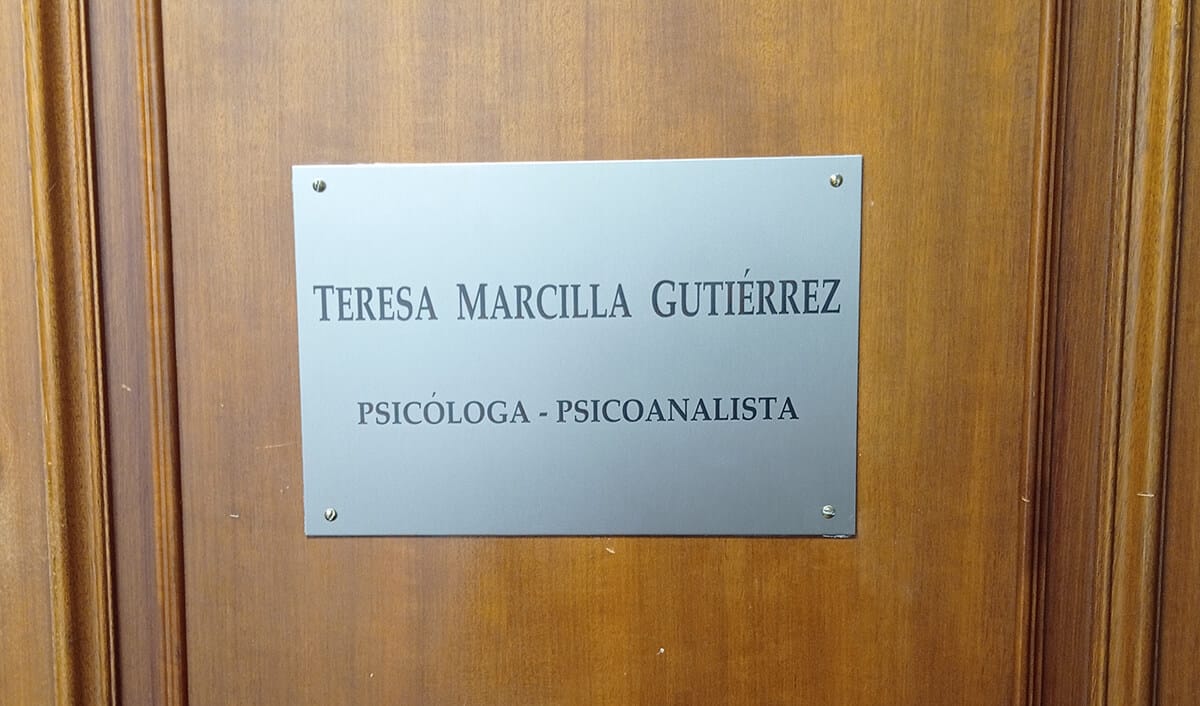 TERESA MARCILLA GUTIÉRREZ
PSICÓLOGA - PSICOANALISTA